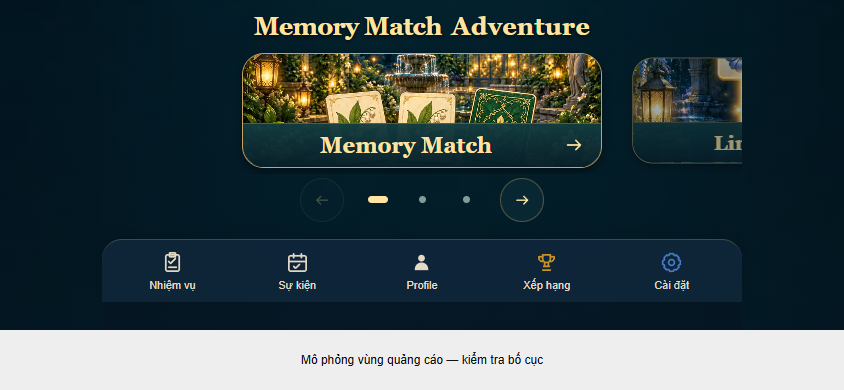 Memory Match Adventure
Memory Match
Nhiệm vụ
Sự kiện
Profile
Xếp hạng
Cài đặt
Mô phỏng vùng quảng cáo — kiểm tra bố cục